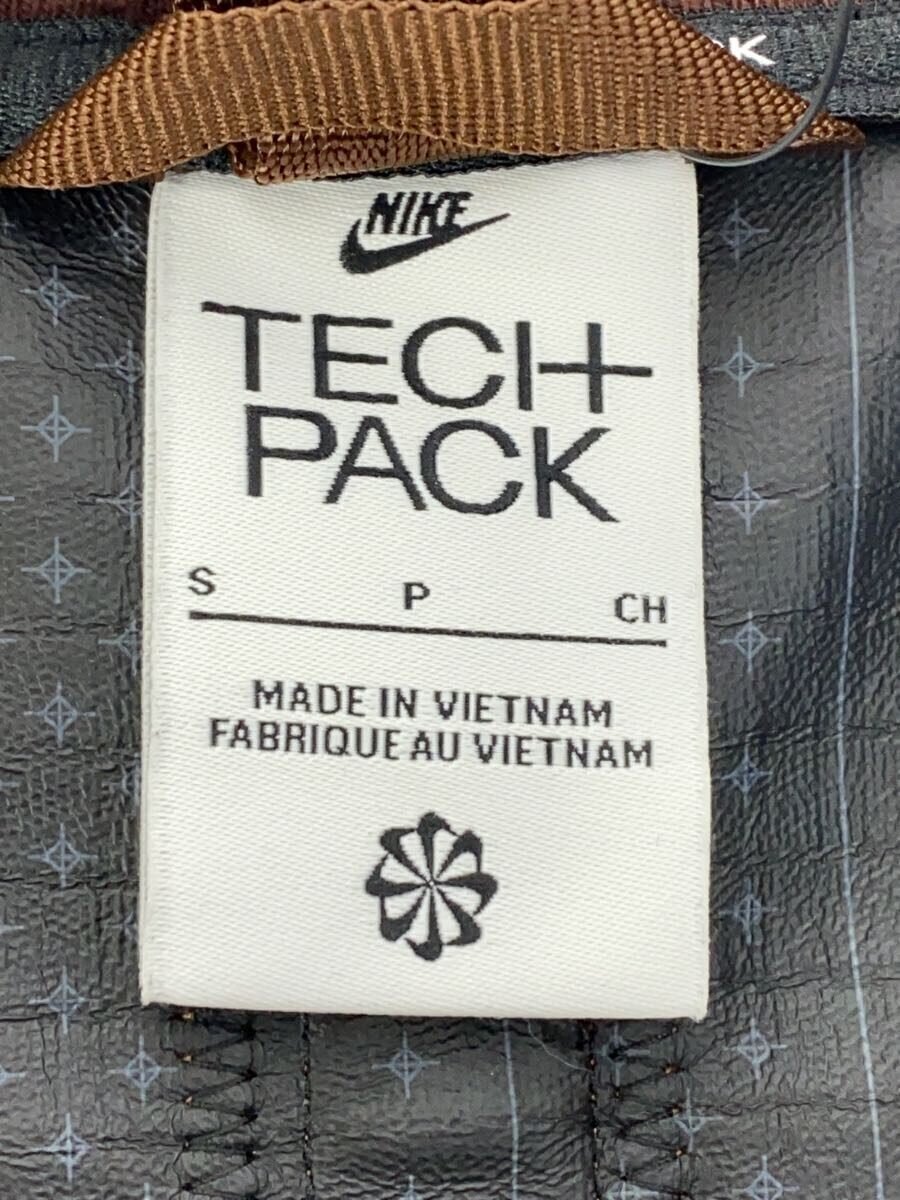 NIKE
TECH
PACK
S P CH
MADE IN VIETNAM
FABRIQUE AU VIETNAM